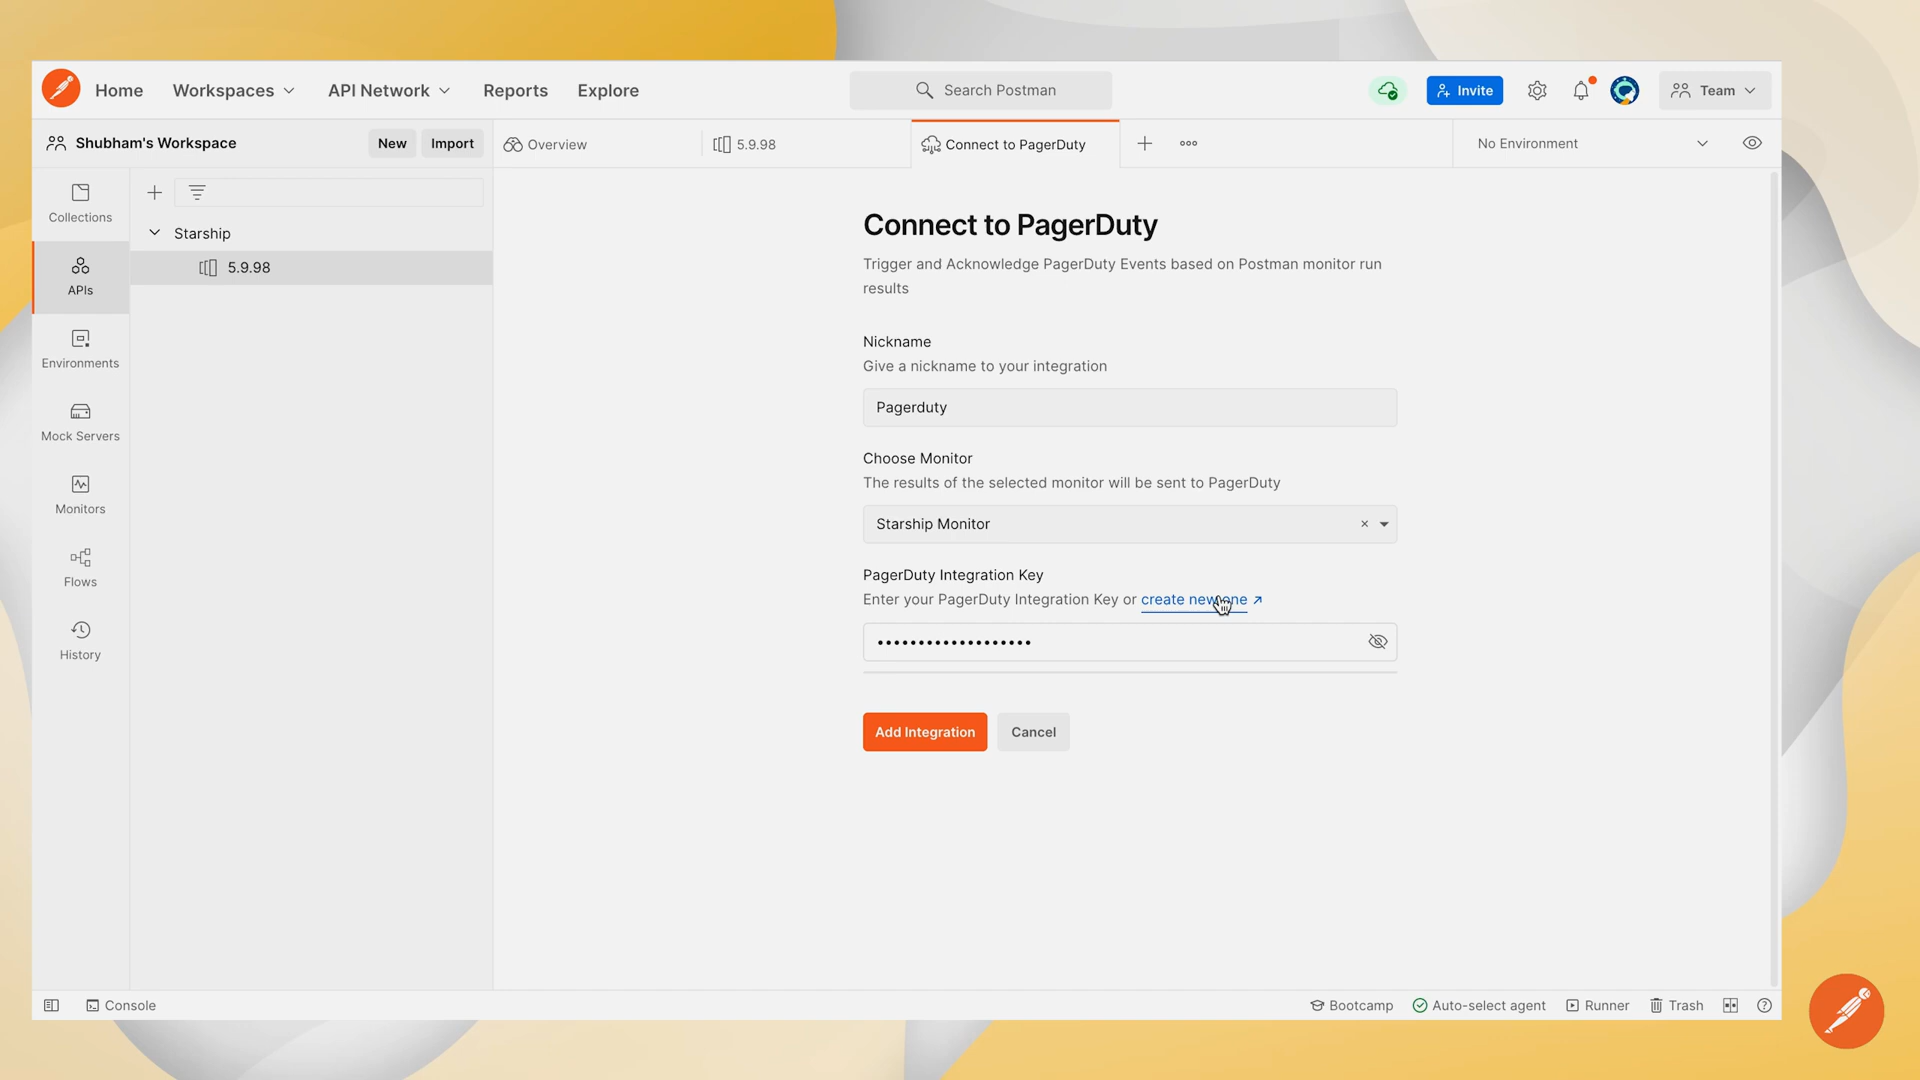 Home
Workspaces
API Network
Reports
Explore
Search Postman
Invite
Team
Shubham's Workspace
New
Import
Overview
5.9.98
Connect to PagerDuty
No Environment
Collections
APIs
Environments
Mock Servers
Monitors
Flows
History
Starship
5.9.98
Connect to PagerDuty
Trigger and Acknowledge PagerDuty Events based on Postman monitor run
results
Nickname
Give a nickname to your integration
Pagerduty
Choose Monitor
The results of the selected monitor will be sent to PagerDuty
Starship Monitor
PagerDuty Integration Key
Enter your PagerDuty Integration Key or create new one
•••••••••••••••••••
Add Integration
Cancel
Console
Bootcamp
Auto-select agent
Runner
Trash